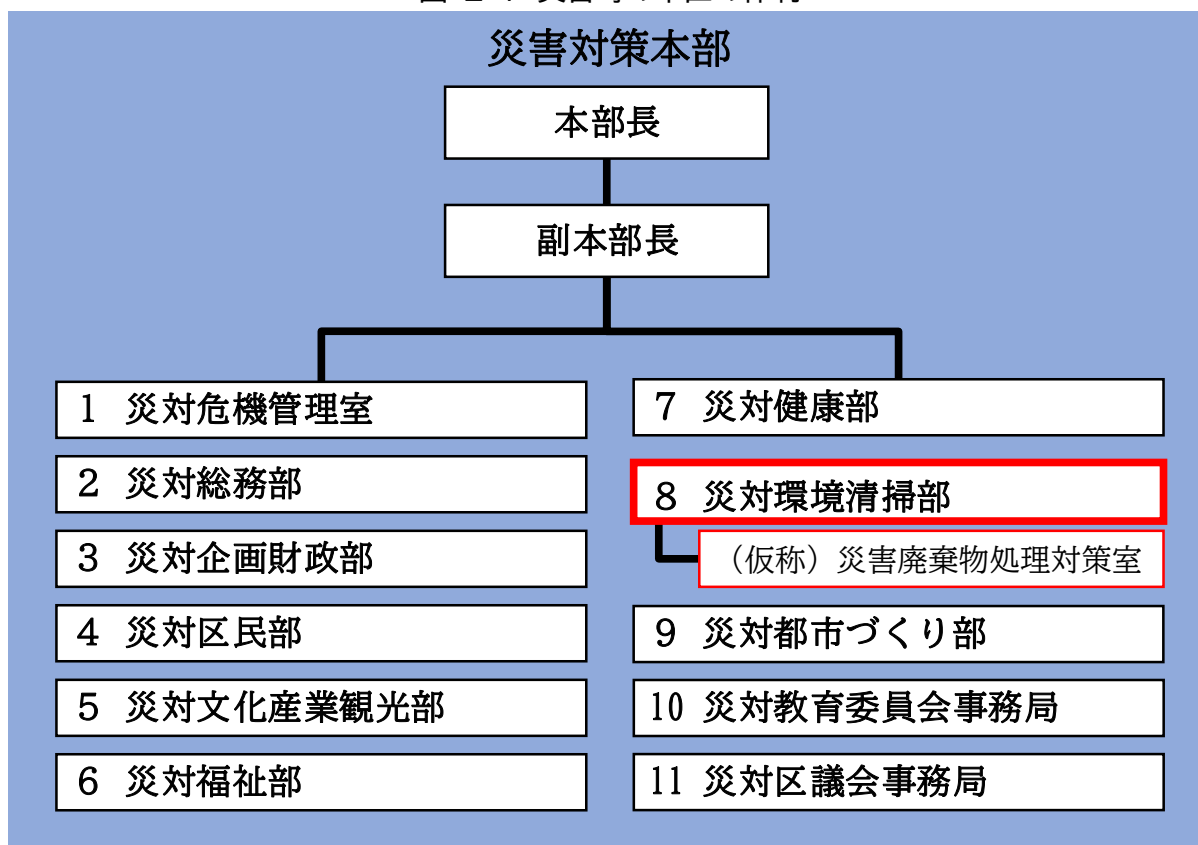 災害対策本部
本部長
副本部長
1 災対危機管理室
2 災対総務部
3 災対企画財政部
4 災対区民部
5 災対文化産業観光部
6 災対福祉部
7 災対健康部
8 災対環境清掃部
（仮称）災害廃棄物処理対策室
9 災対都市づくり部
10 災対教育委員会事務局
11 災対区議会事務局